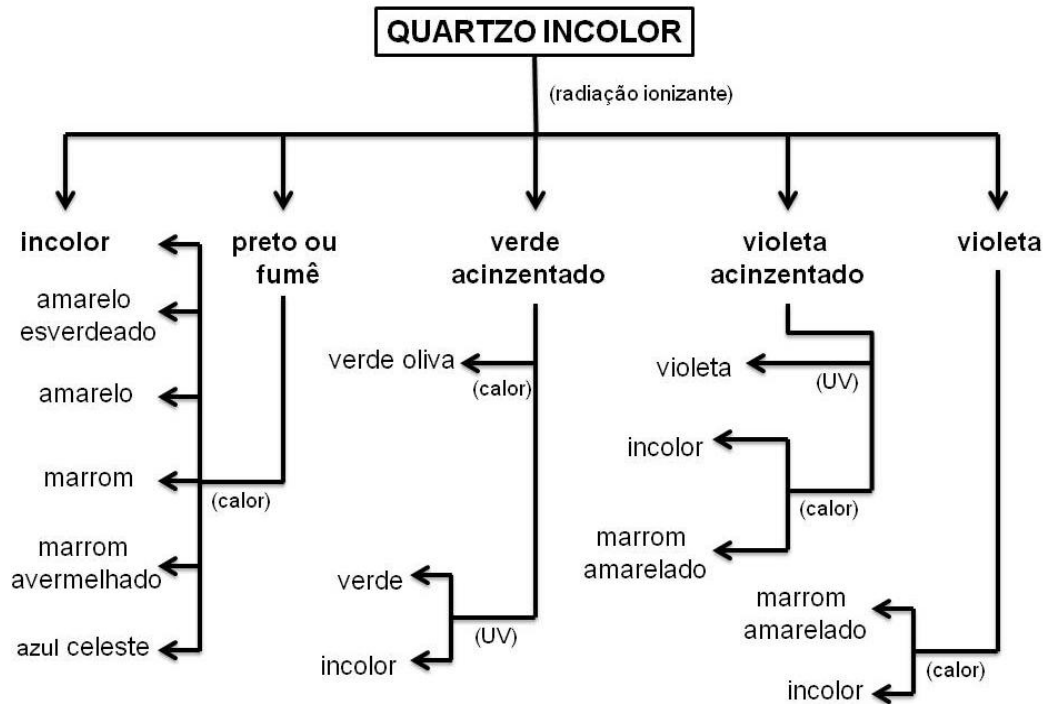 QUARTZO INCOLOR
(radiação ionizante)
incolor
preto ou
fumê
verde
acinzentado
violeta
acinzentado
violeta
amarelo
esverdeado
amarelo
marrom
marrom
avermelhado
azul celeste
(calor)
verde oliva
(calor)
verde
incolor
(UV)
violeta
(UV)
incolor
marrom
amarelado
(calor)
marrom
amarelado
incolor
(calor)